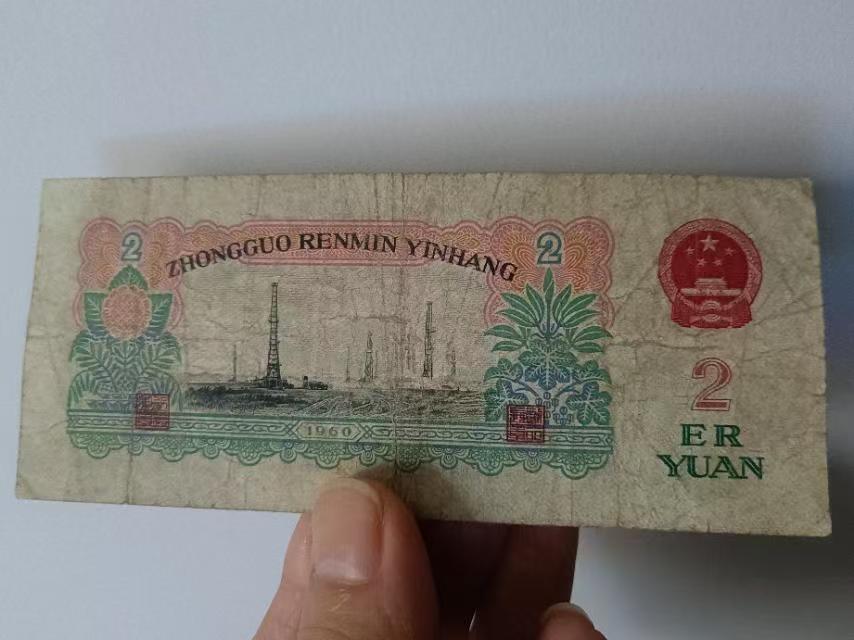 2 ZHONGGUO RENMIN YINHANG 2
1960
2
ER
YUAN